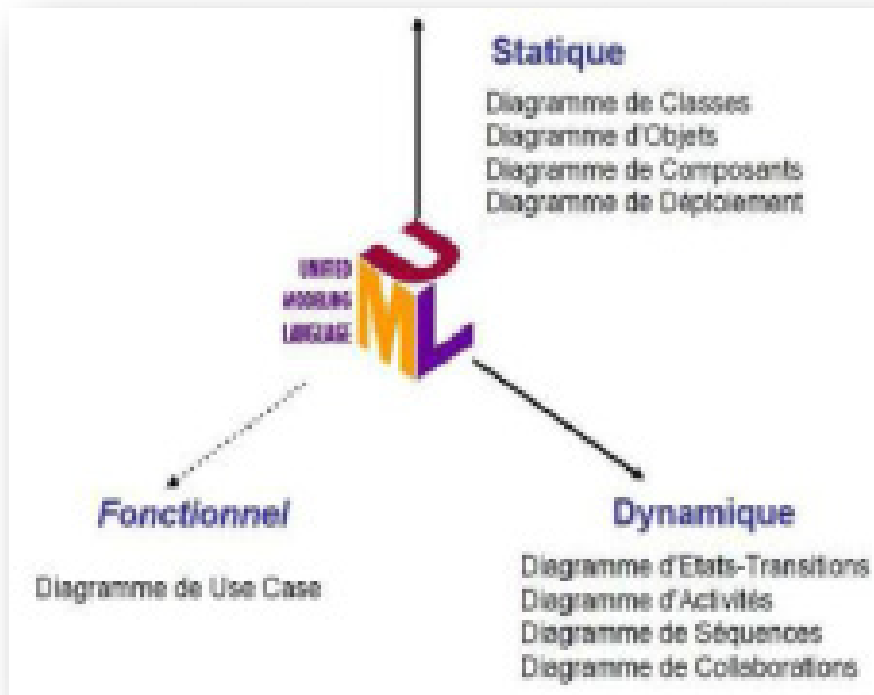 Statique
Diagramme de Classes
Diagramme d'Objets
Diagramme de Composants
Diagramme de Déploiement
UML
UNIFIED
MODELING
LANGUAGE
Fonctionnel
Diagramme de Use Case
Dynamique
Diagramme d'Etats-Transitions
Diagramme d'Activités
Diagramme de Séquences
Diagramme de Collaborations